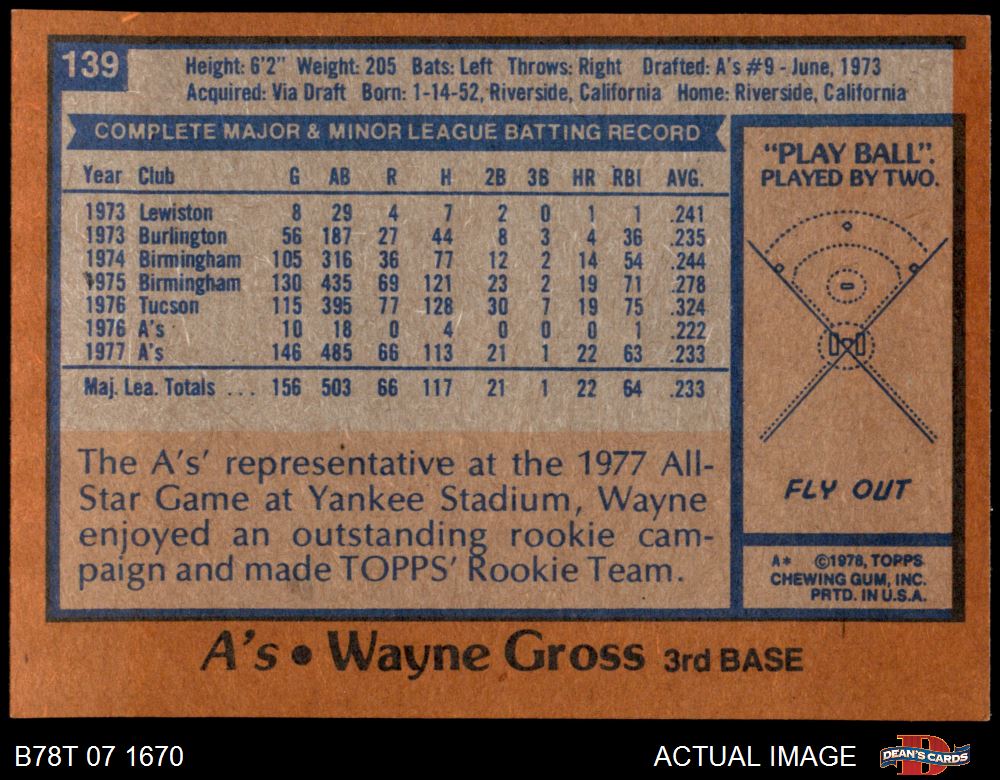 139
Height: 6'2" Weight: 205 Bats: Left Throws: Right Drafted: A's #9 - June, 1973
Acquired: Via Draft Born: 1-14-52, Riverside, California Home: Riverside, California
COMPLETE MAJOR & MINOR LEAGUE BATTING RECORD
Year Club G AB R H 2B 3B HR RBI AVG.
1973 Lewiston 8 29 4 7 2 0 1 1 .241
1973 Burlington 56 187 27 44 8 3 4 36 .235
1974 Birmingham 105 316 36 77 12 2 14 54 .244
1975 Birmingham 130 435 69 121 23 2 19 71 .278
1976 Tucson 115 395 77 128 30 7 19 75 .324
1976 A's 10 18 0 4 0 0 0 1 .222
1977 A's 146 485 66 113 21 1 22 63 .233
Maj. Lea. Totals ... 156 503 66 117 21 1 22 64 .233
The A's' representative at the 1977 All-
Star Game at Yankee Stadium, Wayne
enjoyed an outstanding rookie cam-
paign and made TOPPS' Rookie Team.
"PLAY BALL".
PLAYED BY TWO.
FLY OUT
A* ©1978, TOPPS
CHEWING GUM, INC.
PRTD. IN U.S.A.
A's • Wayne Gross 3rd BASE
B78T 07 1670
ACTUAL IMAGE
DEAN'S CARDS